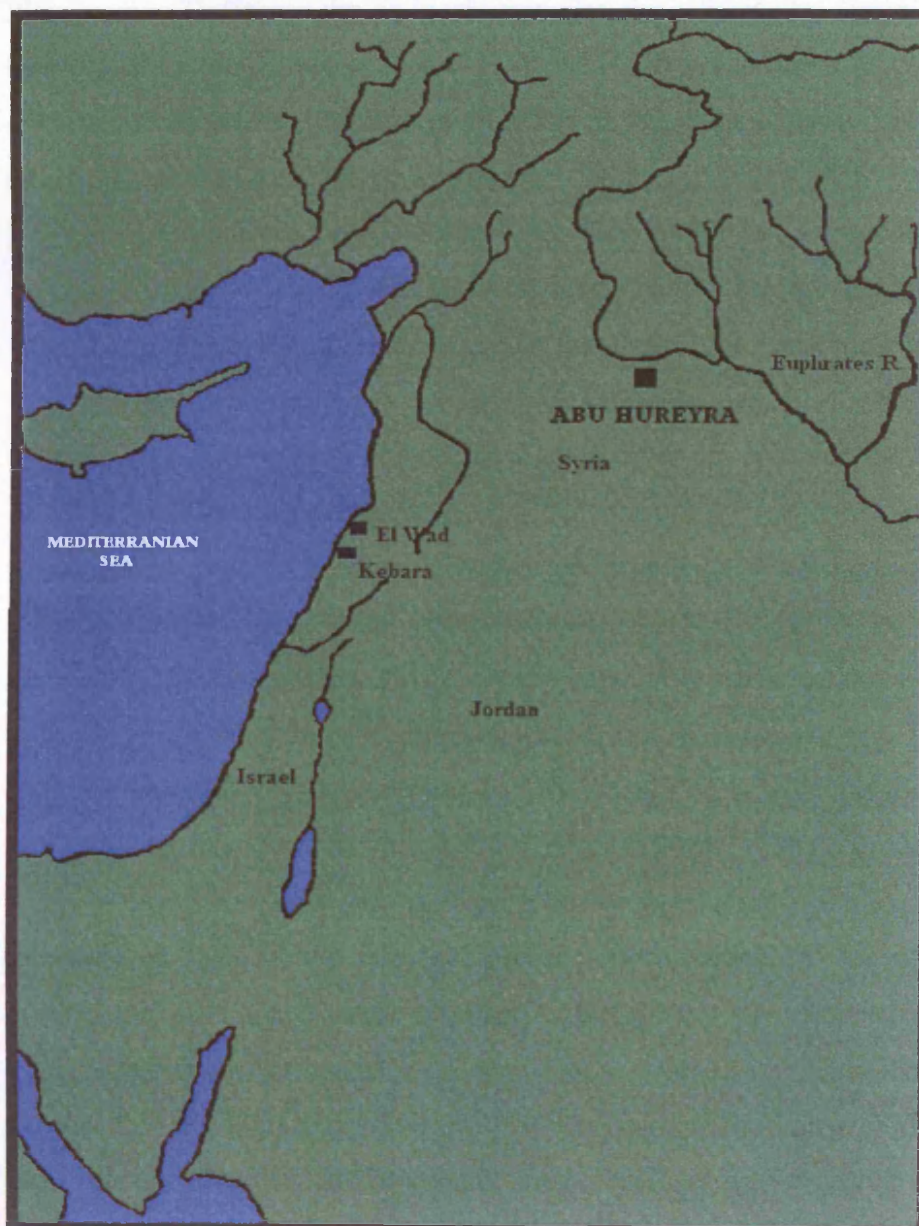 Euphrates R
ABU HUREYRA
Syria
MEDITERRANIAN
SEA
El Wad
Kebara
Jordan
Israel